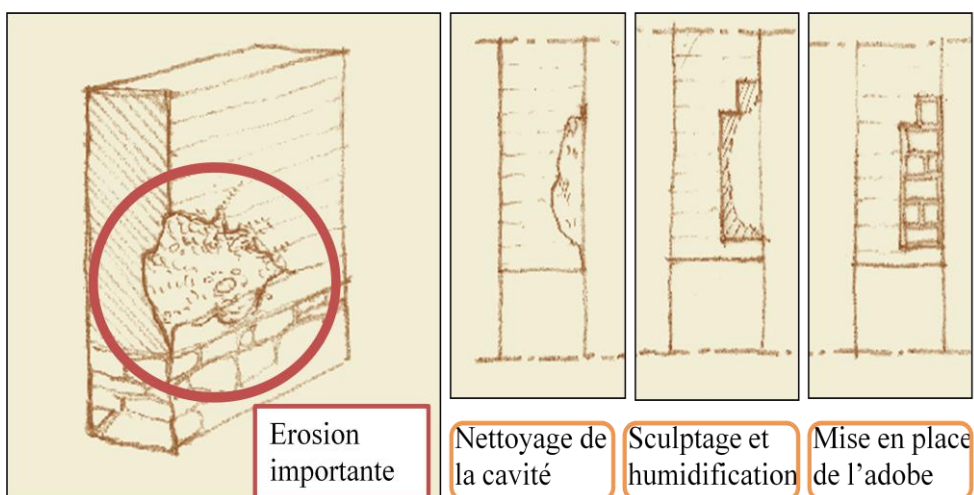 Erosion
importante
Nettoyage de
la cavité
Sculptage et
humidification
Mise en place
de l’adobe